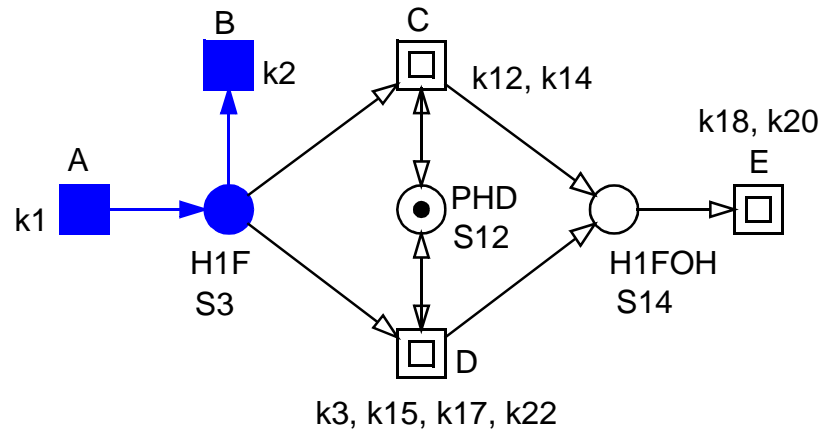 B
k2
C
k12, k14
k18, k20
E
A
k1
H1F
S3
PHD
S12
H1FOH
S14
D
k3, k15, k17, k22